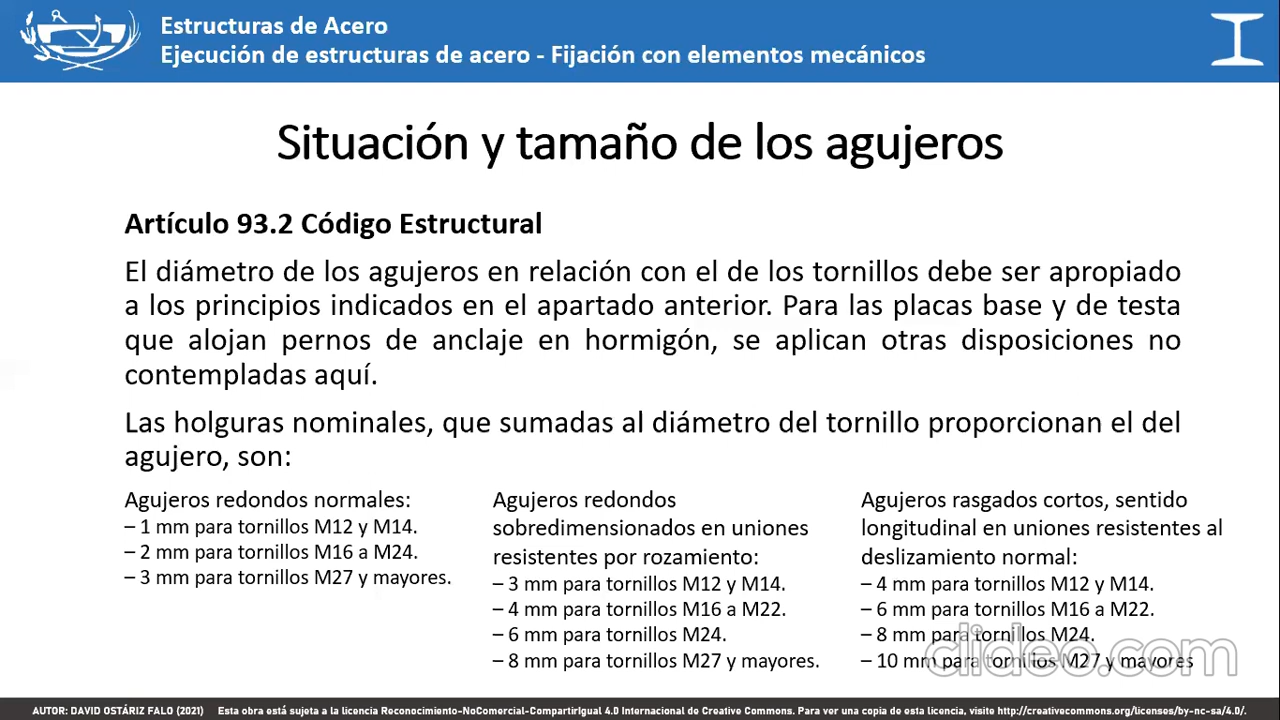 Estructuras de Acero
Ejecución de estructuras de acero - Fijación con elementos mecánicos
Situación y tamaño de los agujeros
Artículo 93.2 Código Estructural
El diámetro de los agujeros en relación con el de los tornillos debe ser apropiado
a los principios indicados en el apartado anterior. Para las placas base y de testa
que alojan pernos de anclaje en hormigón, se aplican otras disposiciones no
contempladas aquí.
Las holguras nominales, que sumadas al diámetro del tornillo proporcionan el del
agujero, son:
Agujeros redondos normales:
– 1 mm para tornillos M12 y M14.
– 2 mm para tornillos M16 a M24.
– 3 mm para tornillos M27 y mayores.
Agujeros redondos
sobredimensionados en uniones
resistentes por rozamiento:
– 3 mm para tornillos M12 y M14.
– 4 mm para tornillos M16 a M22.
– 6 mm para tornillos M24.
– 8 mm para tornillos M27 y mayores.
Agujeros rasgados cortos, sentido
longitudinal en uniones resistentes al
deslizamiento normal:
– 4 mm para tornillos M12 y M14.
– 6 mm para tornillos M16 a M22.
– 8 mm para tornillos M24.
– 10 mm para tornillos M27 y mayores
clideo.com
AUTOR: DAVID OSTÁRIZ FALO (2021) Esta obra está sujeta a la licencia Reconocimiento-NoComercial-CompartirIgual 4.0 Internacional de Creative Commons. Para ver una copia de esta licencia, visite http://creativecommons.org/licenses/by-nc-sa/4.0/.